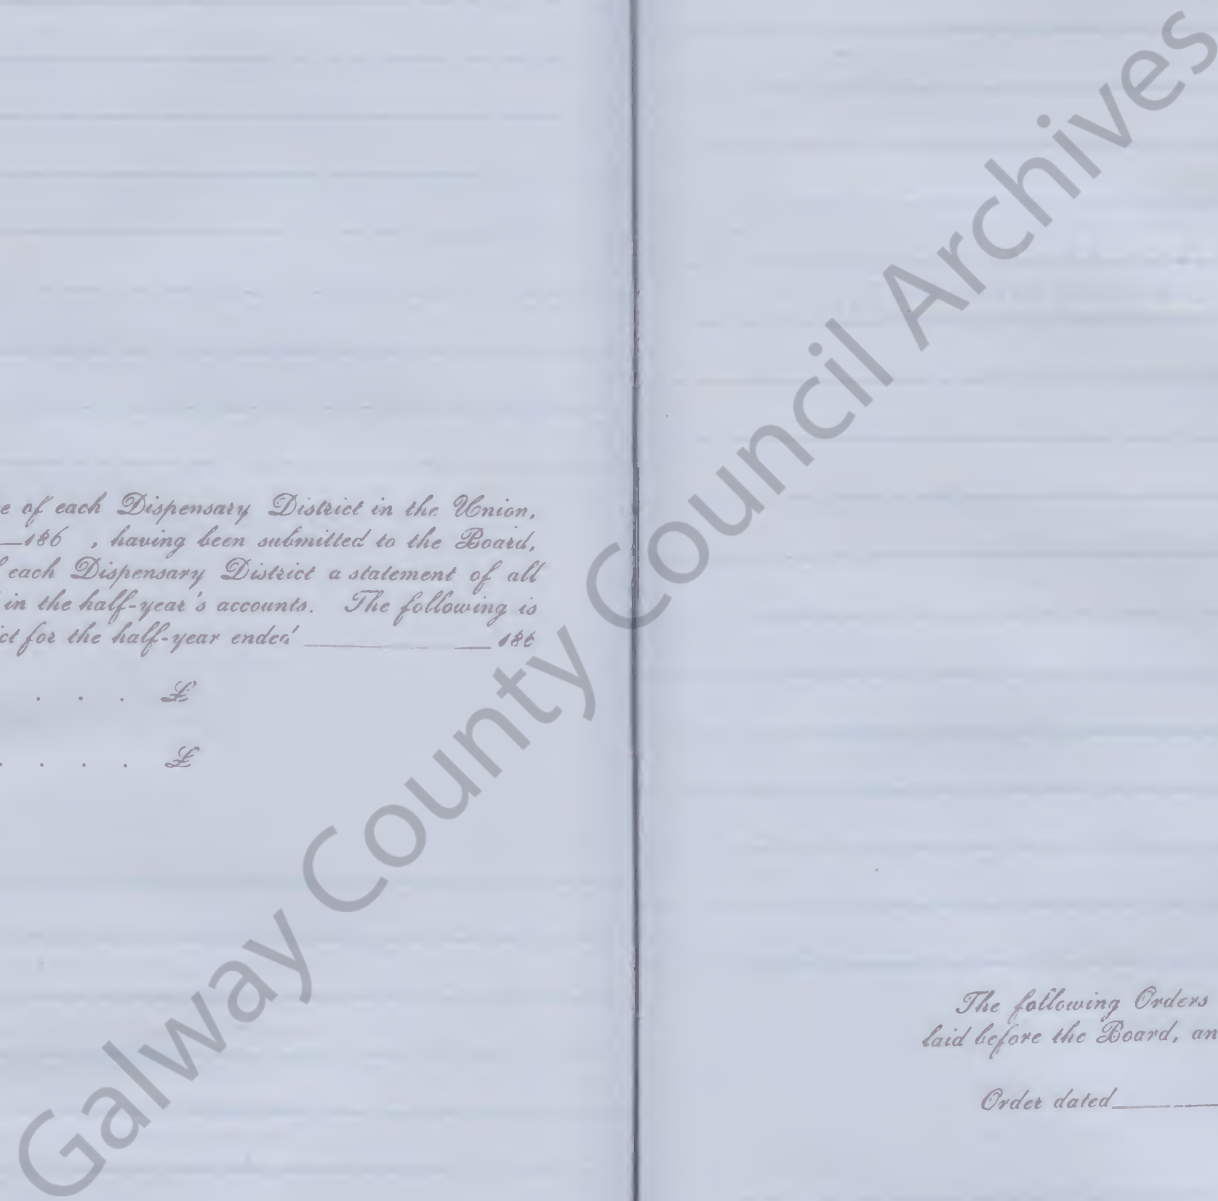 e of each Dispensary District in the Union,
186 , having been submitted to the Board,
each Dispensary District a statement of all
in the half-year's accounts. The following is
ct for the half-year ended 186
. . . £
. . . . £
The following Orders
laid before the Board, an
Order dated
Galway County Council Archives